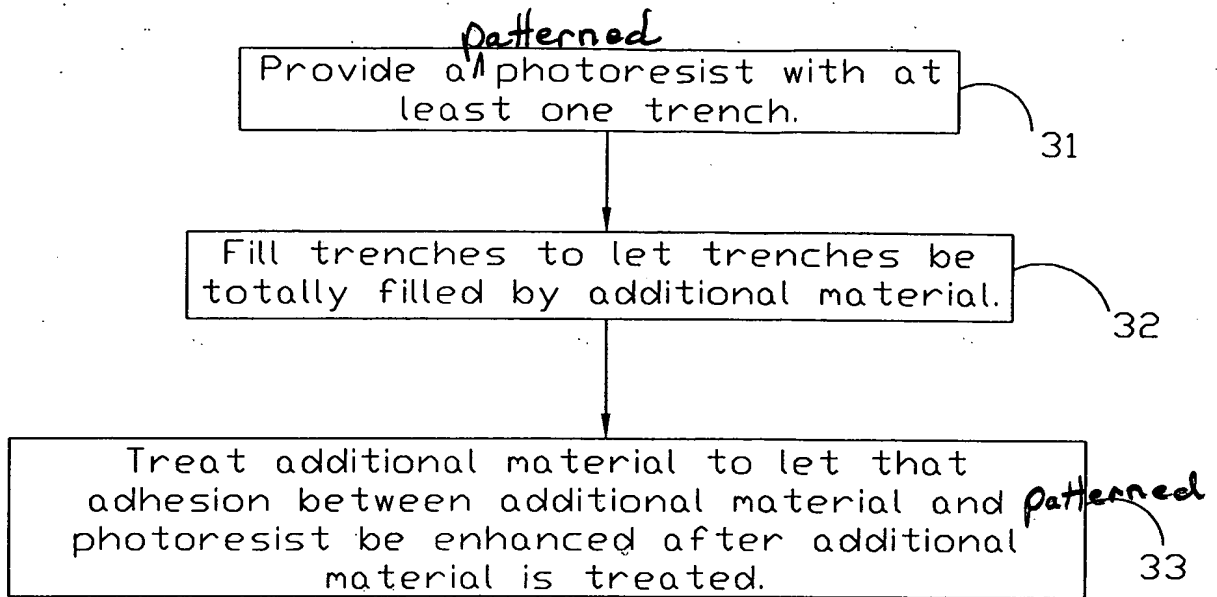 patterned
Provide a ^ photoresist with at
least one trench.
31
Fill trenches to let trenches be
totally filled by additional material.
32
Treat additional material to let that
adhesion between additional material and patterned
photoresist be enhanced after additional
material is treated.
33